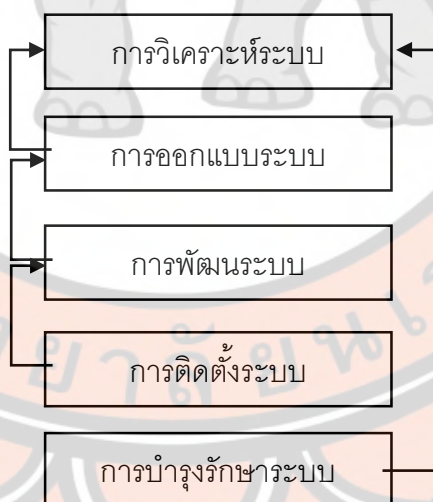 การวิเคราะห์ระบบ
การออกแบบระบบ
การพัฒนระบบ
การติดตั้งระบบ
การบำรุงรักษาระบบ